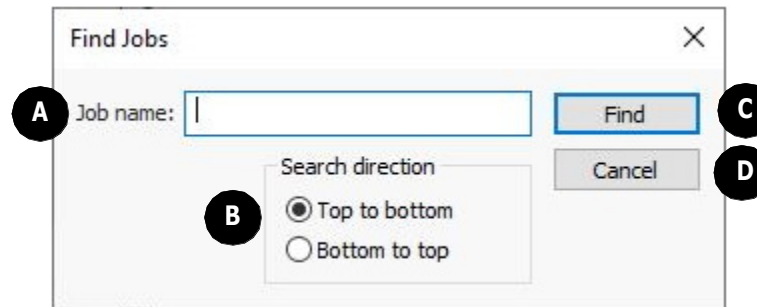 Find Jobs
A Job name: Find C
Search direction Cancel D
B Top to bottom
Bottom to top